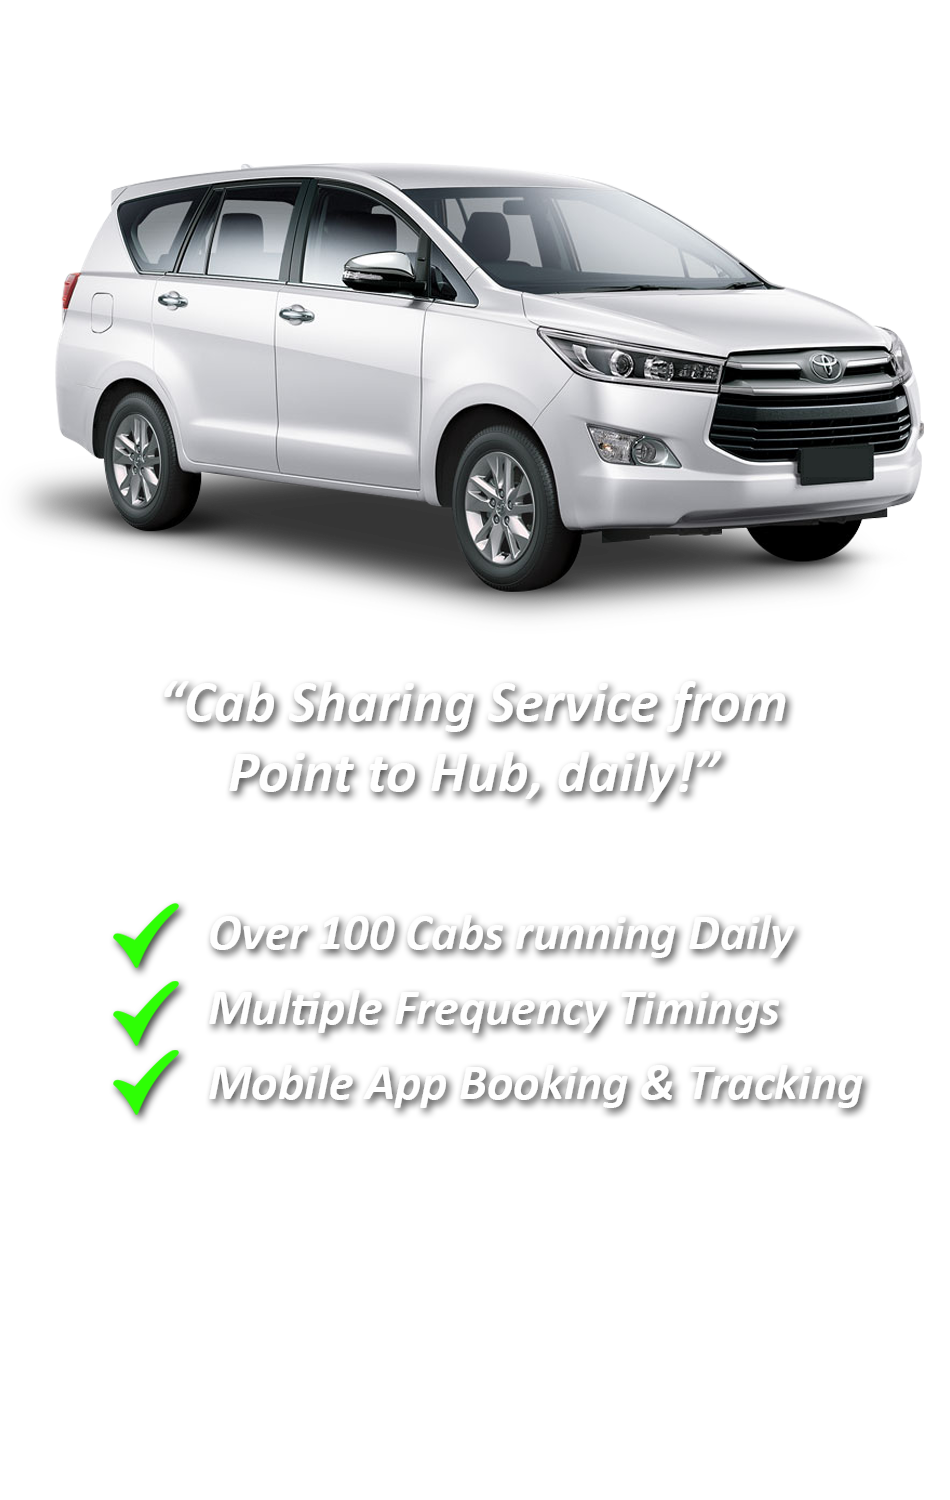 “Cab Sharing Service from
Point to Hub, daily!”
Over 100 Cabs running Daily
Multiple Frequency Timings
Mobile App Booking & Tracking